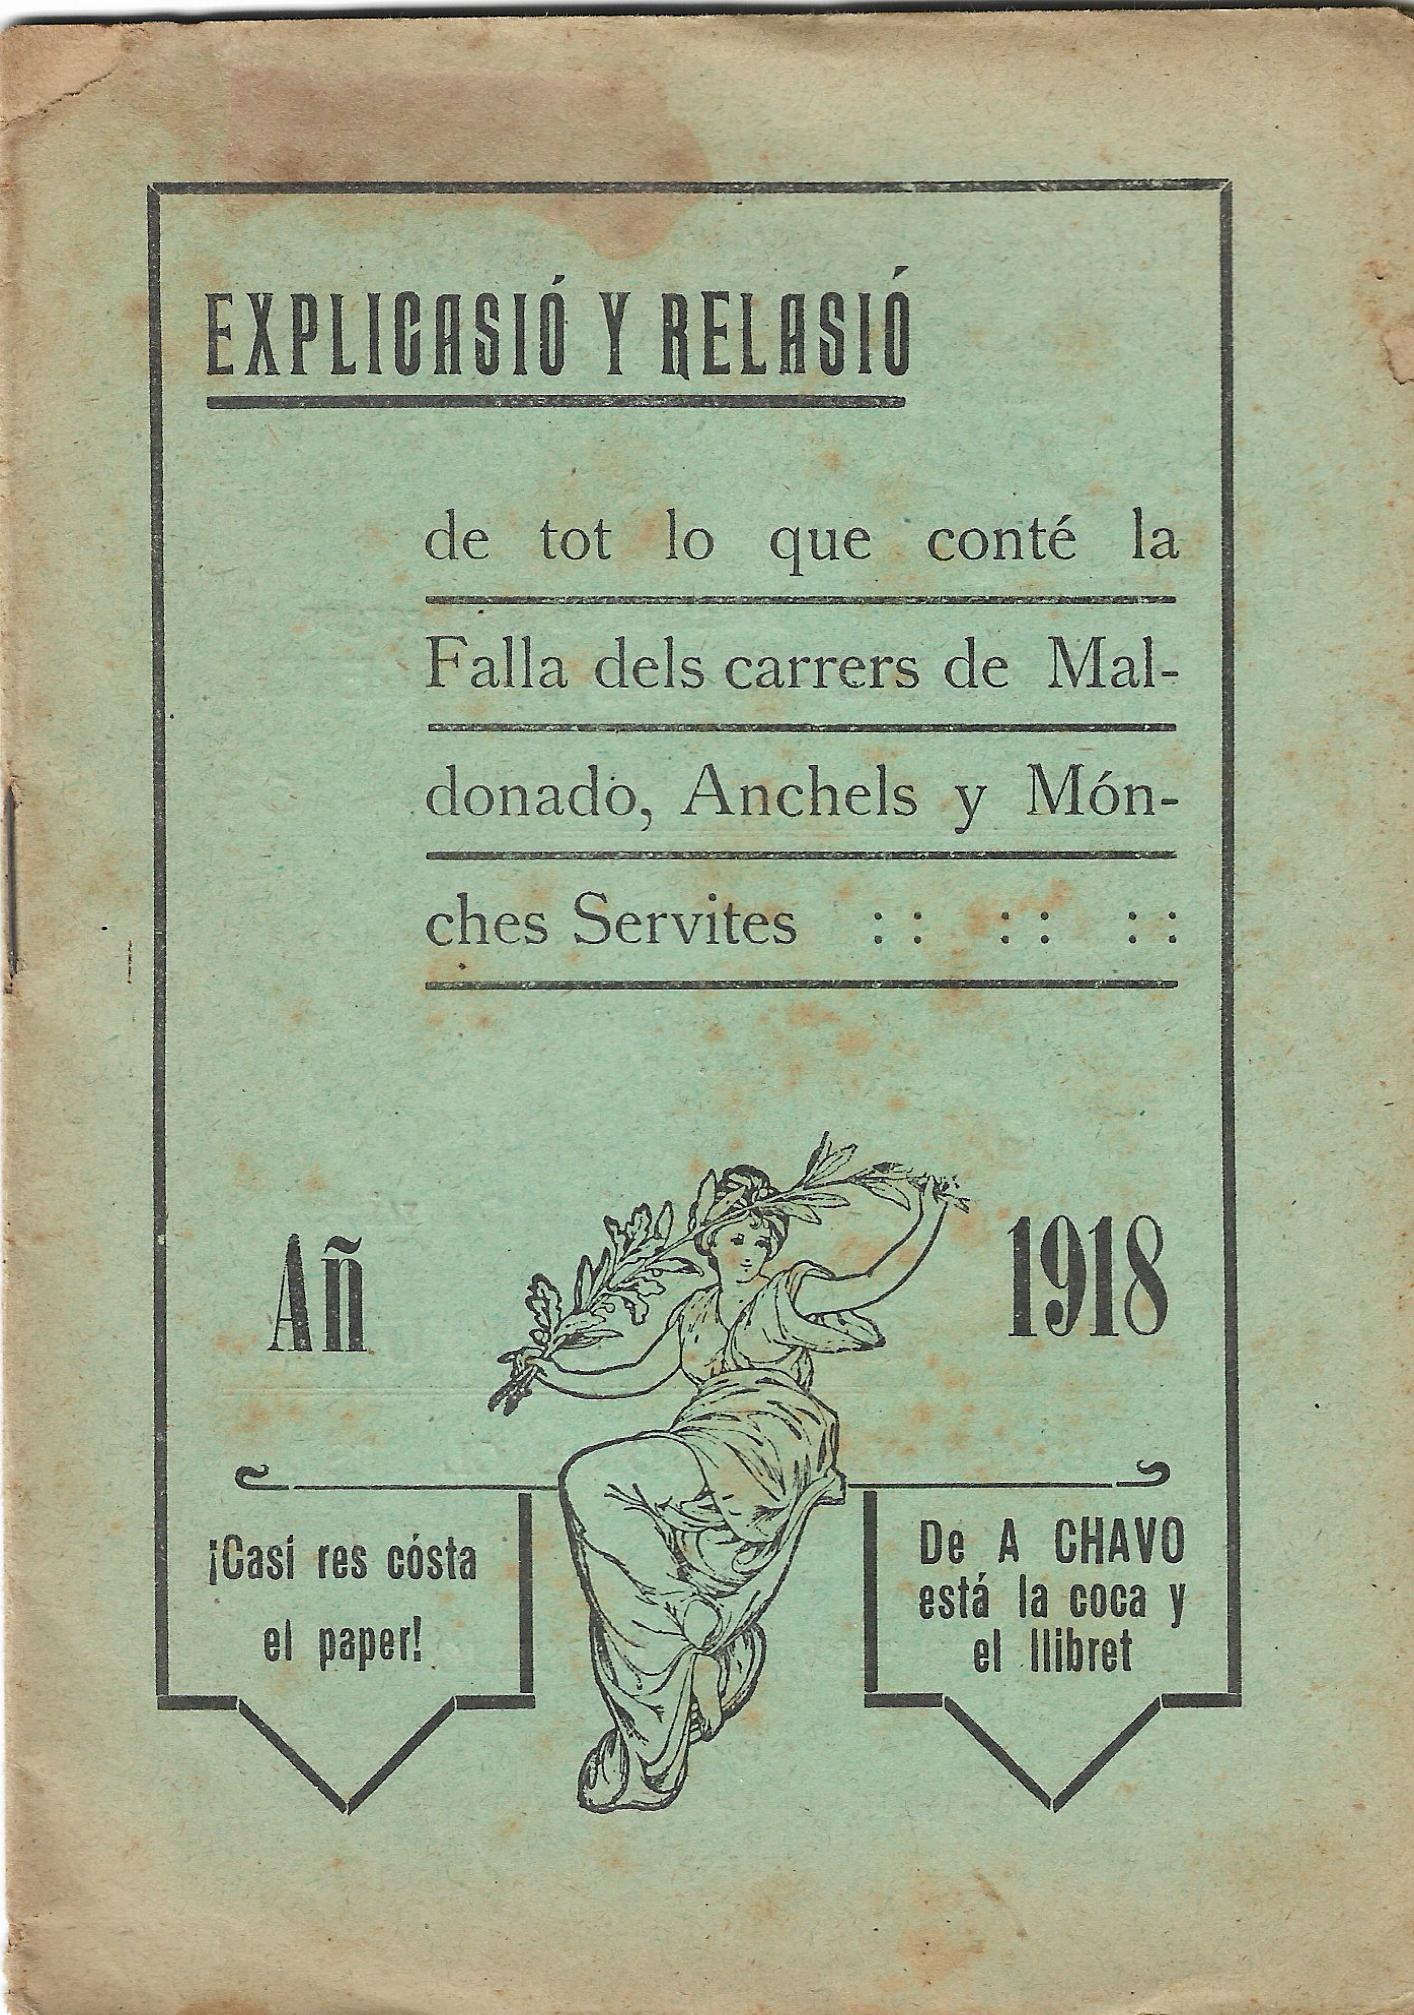 EXPLICASIÓ Y RELASIÓ
de tot lo que conté la
Falla dels carrers de Mal-
donado, Anchels y Món-
ches Servites :: :: ::
Añ 1918
¡Casi res cósta
el paper!
De A CHAVO
está la coca y
el llibret